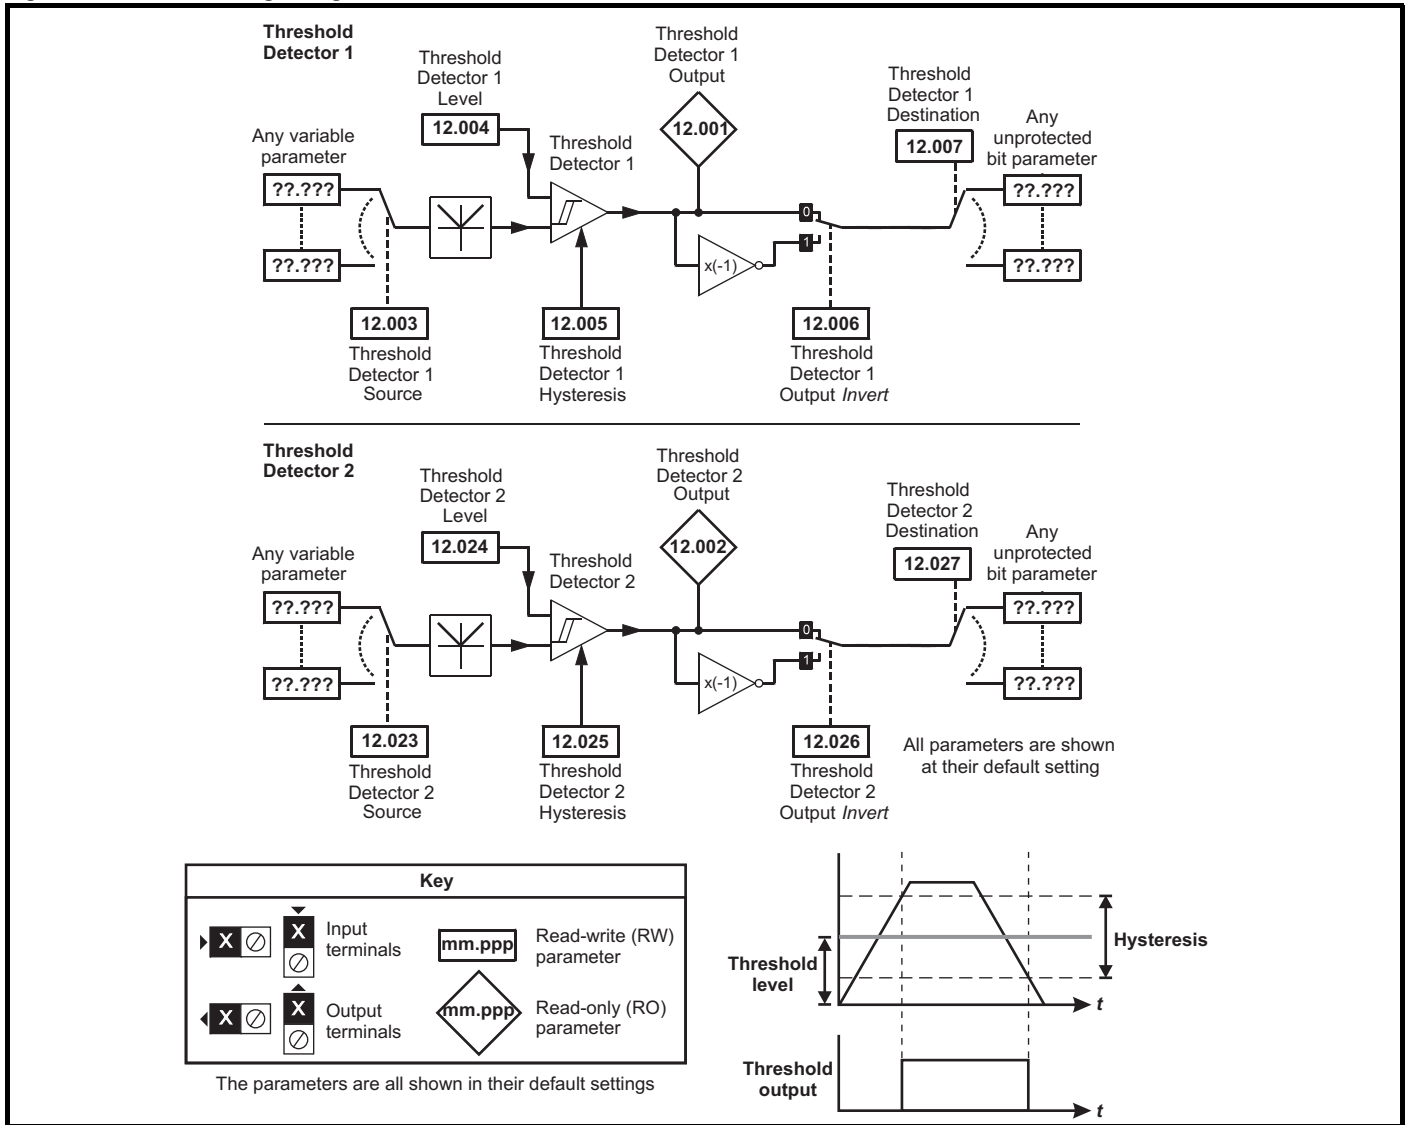 Threshold
Detector 1
Threshold
Detector 1
Level
12.004
Threshold
Detector 1
Output
12.001
Threshold
Detector 1
Destination
12.007
Any
unprotected
bit parameter
??.???
??.???
Any variable
parameter
??.???
??.???
Threshold
Detector 1
0
1
x(-1)
12.003
Threshold
Detector 1
Source
12.005
Threshold
Detector 1
Hysteresis
12.006
Threshold
Detector 1
Output Invert
Threshold
Detector 2
Threshold
Detector 2
Level
12.024
Threshold
Detector 2
Output
12.002
Threshold
Detector 2
Destination
12.027
Any
unprotected
bit parameter
??.???
??.???
Any variable
parameter
??.???
??.???
Threshold
Detector 2
0
1
x(-1)
12.023
Threshold
Detector 2
Source
12.025
Threshold
Detector 2
Hysteresis
12.026
Threshold
Detector 2
Output Invert
All parameters are shown
at their default setting
Key
X
X
Input
terminals
mm.ppp
Read-write (RW)
parameter
X
X
Output
terminals
mm.ppp
Read-only (RO)
parameter
The parameters are all shown in their default settings
Threshold
level
Hysteresis
t
Threshold
output
t